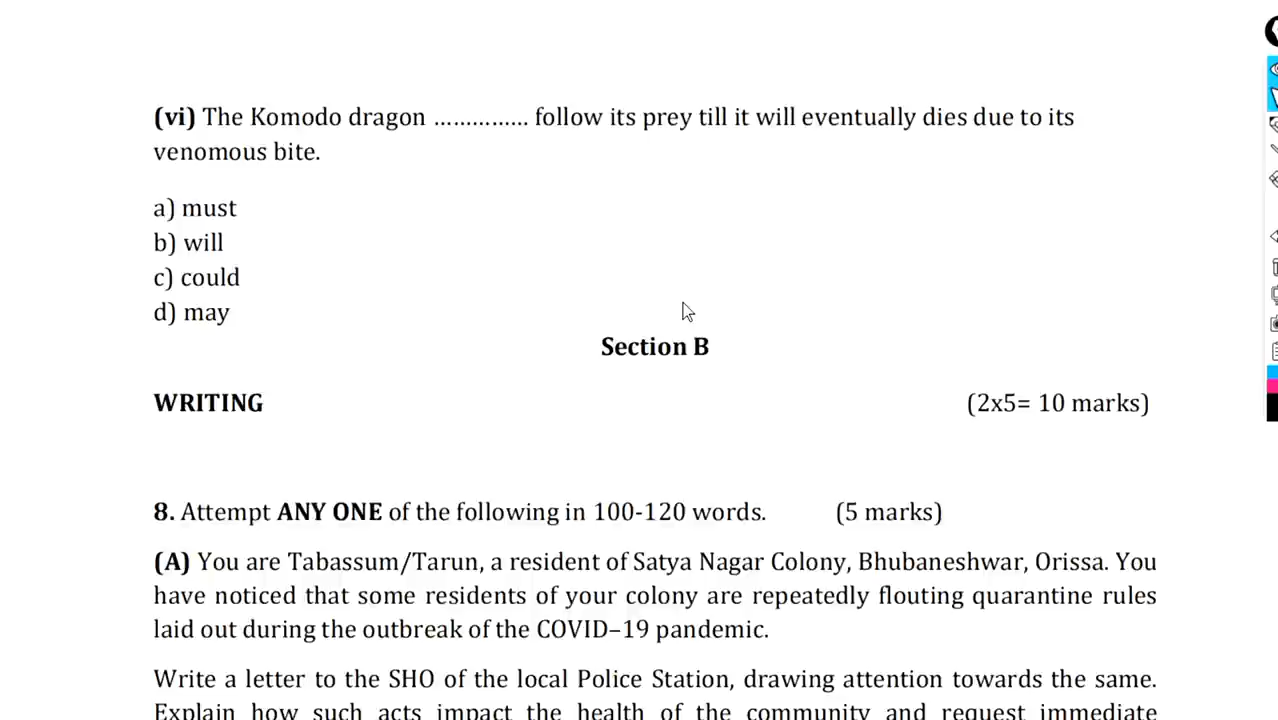 (vi) The Komodo dragon ............... follow its prey till it will eventually dies due to its
venomous bite.
a) must
b) will
c) could
d) may
Section B
WRITING (2x5= 10 marks)
8. Attempt ANY ONE of the following in 100-120 words. (5 marks)
(A) You are Tabassum/Tarun, a resident of Satya Nagar Colony, Bhubaneshwar, Orissa. You
have noticed that some residents of your colony are repeatedly flouting quarantine rules
laid out during the outbreak of the COVID–19 pandemic.
Write a letter to the SHO of the local Police Station, drawing attention towards the same.
Explain how such acts impact the health of the community and request immediate